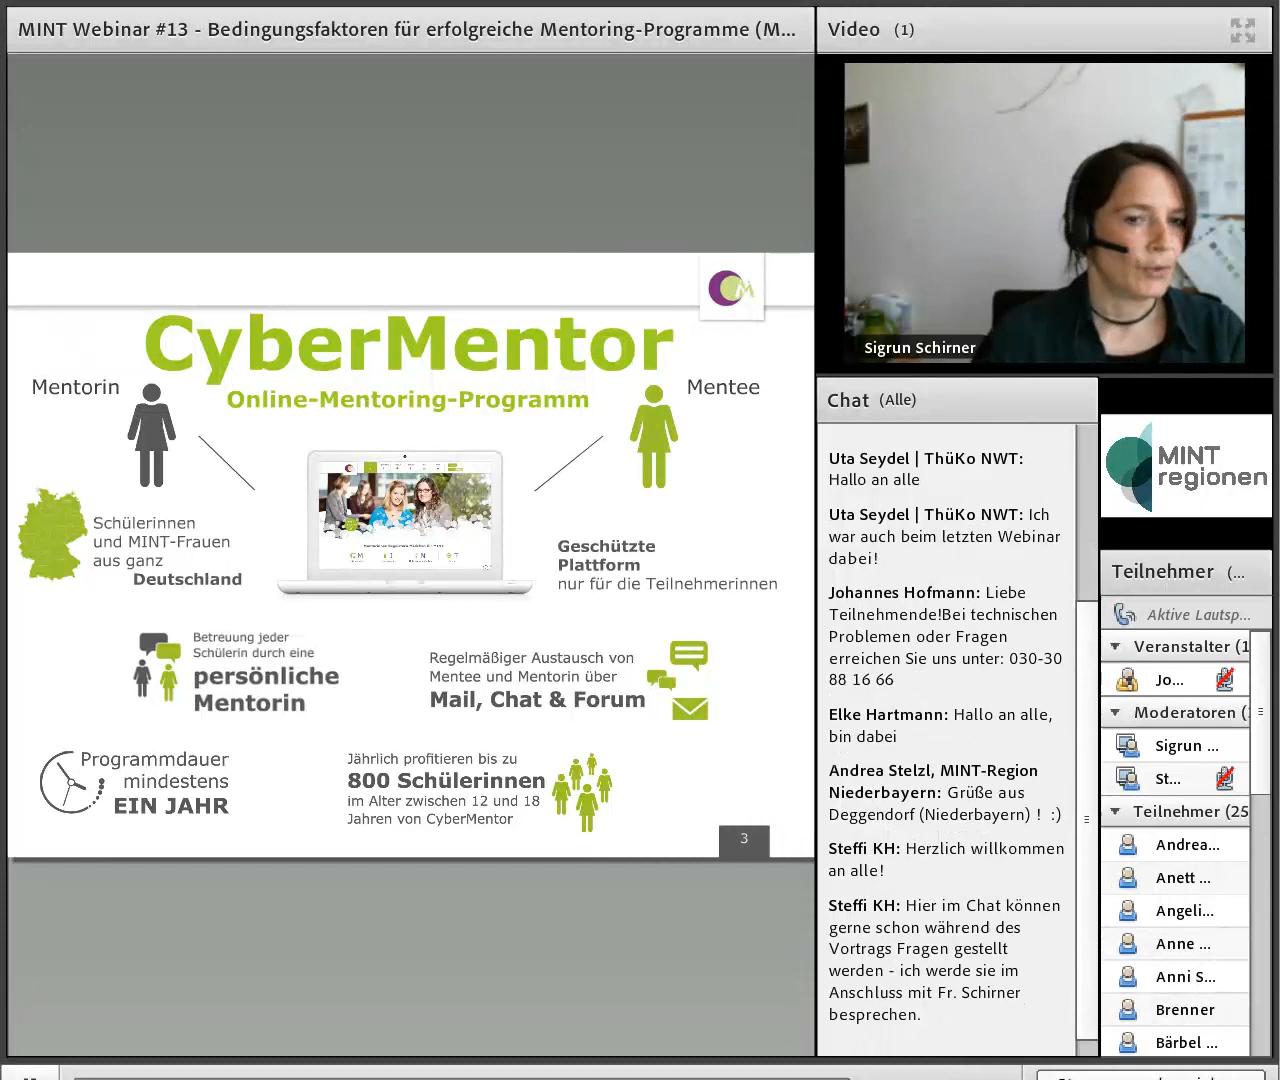 MINT Webinar #13 - Bedingungsfaktoren für erfolgreiche Mentoring-Programme (M...
Video (1)
Sigrun Schirner
CyberMentor
Online-Mentoring-Programm
Mentorin
Mentee
Schülerinnen
und MINT-Frauen
aus ganz
Deutschland
Geschützte
Plattform
nur für die Teilnehmerinnen
Betreuung jeder
Schülerin durch eine
persönliche
Mentorin
Regelmäßiger Austausch von
Mentee und Mentorin über
Mail, Chat & Forum
Programmdauer
mindestens
EIN JAHR
Jährlich profitieren bis zu
800 Schülerinnen
im Alter zwischen 12 und 18
Jahren von CyberMentor
3
Chat (Alle)
Uta Seydel | ThüKo NWT:
Hallo an alle
Uta Seydel | ThüKo NWT: Ich
war auch beim letzten Webinar
dabei!
Johannes Hofmann: Liebe
Teilnehmende!Bei technischen
Problemen oder Fragen
erreichen Sie uns unter: 030-30
88 16 66
Elke Hartmann: Hallo an alle,
bin dabei
Andrea Stelzl, MINT-Region
Niederbayern: Grüße aus
Deggendorf (Niederbayern) ! :)
Steffi KH: Herzlich willkommen
an alle!
Steffi KH: Hier im Chat können
gerne schon während des
Vortrags Fragen gestellt
werden - ich werde sie im
Anschluss mit Fr. Schirner
besprechen.
MINT
regionen
Teilnehmer (...
Aktive Lautsp...
Veranstalter (1
Jo...
Moderatoren (
Sigrun ...
St...
Teilnehmer (25
Andrea...
Anett ...
Angeli...
Anne ...
Anni S...
Brenner
Bärbel ...